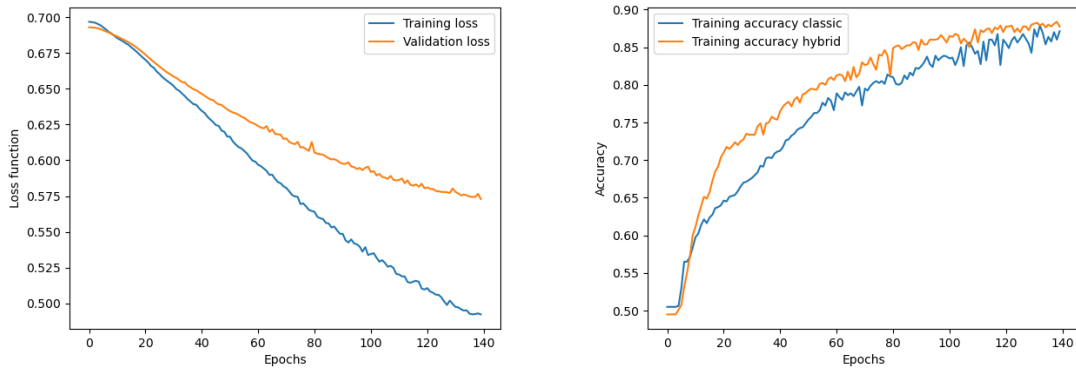 0.700
0.675
0.650
0.625
0.600
0.575
0.550
0.525
0.500
Loss function
Training loss
Validation loss
0 20 40 60 80 100 120 140
Epochs
0.90
0.85
0.80
0.75
0.70
0.65
0.60
0.55
0.50
Accuracy
Training accuracy classic
Training accuracy hybrid
0 20 40 60 80 100 120 140
Epochs